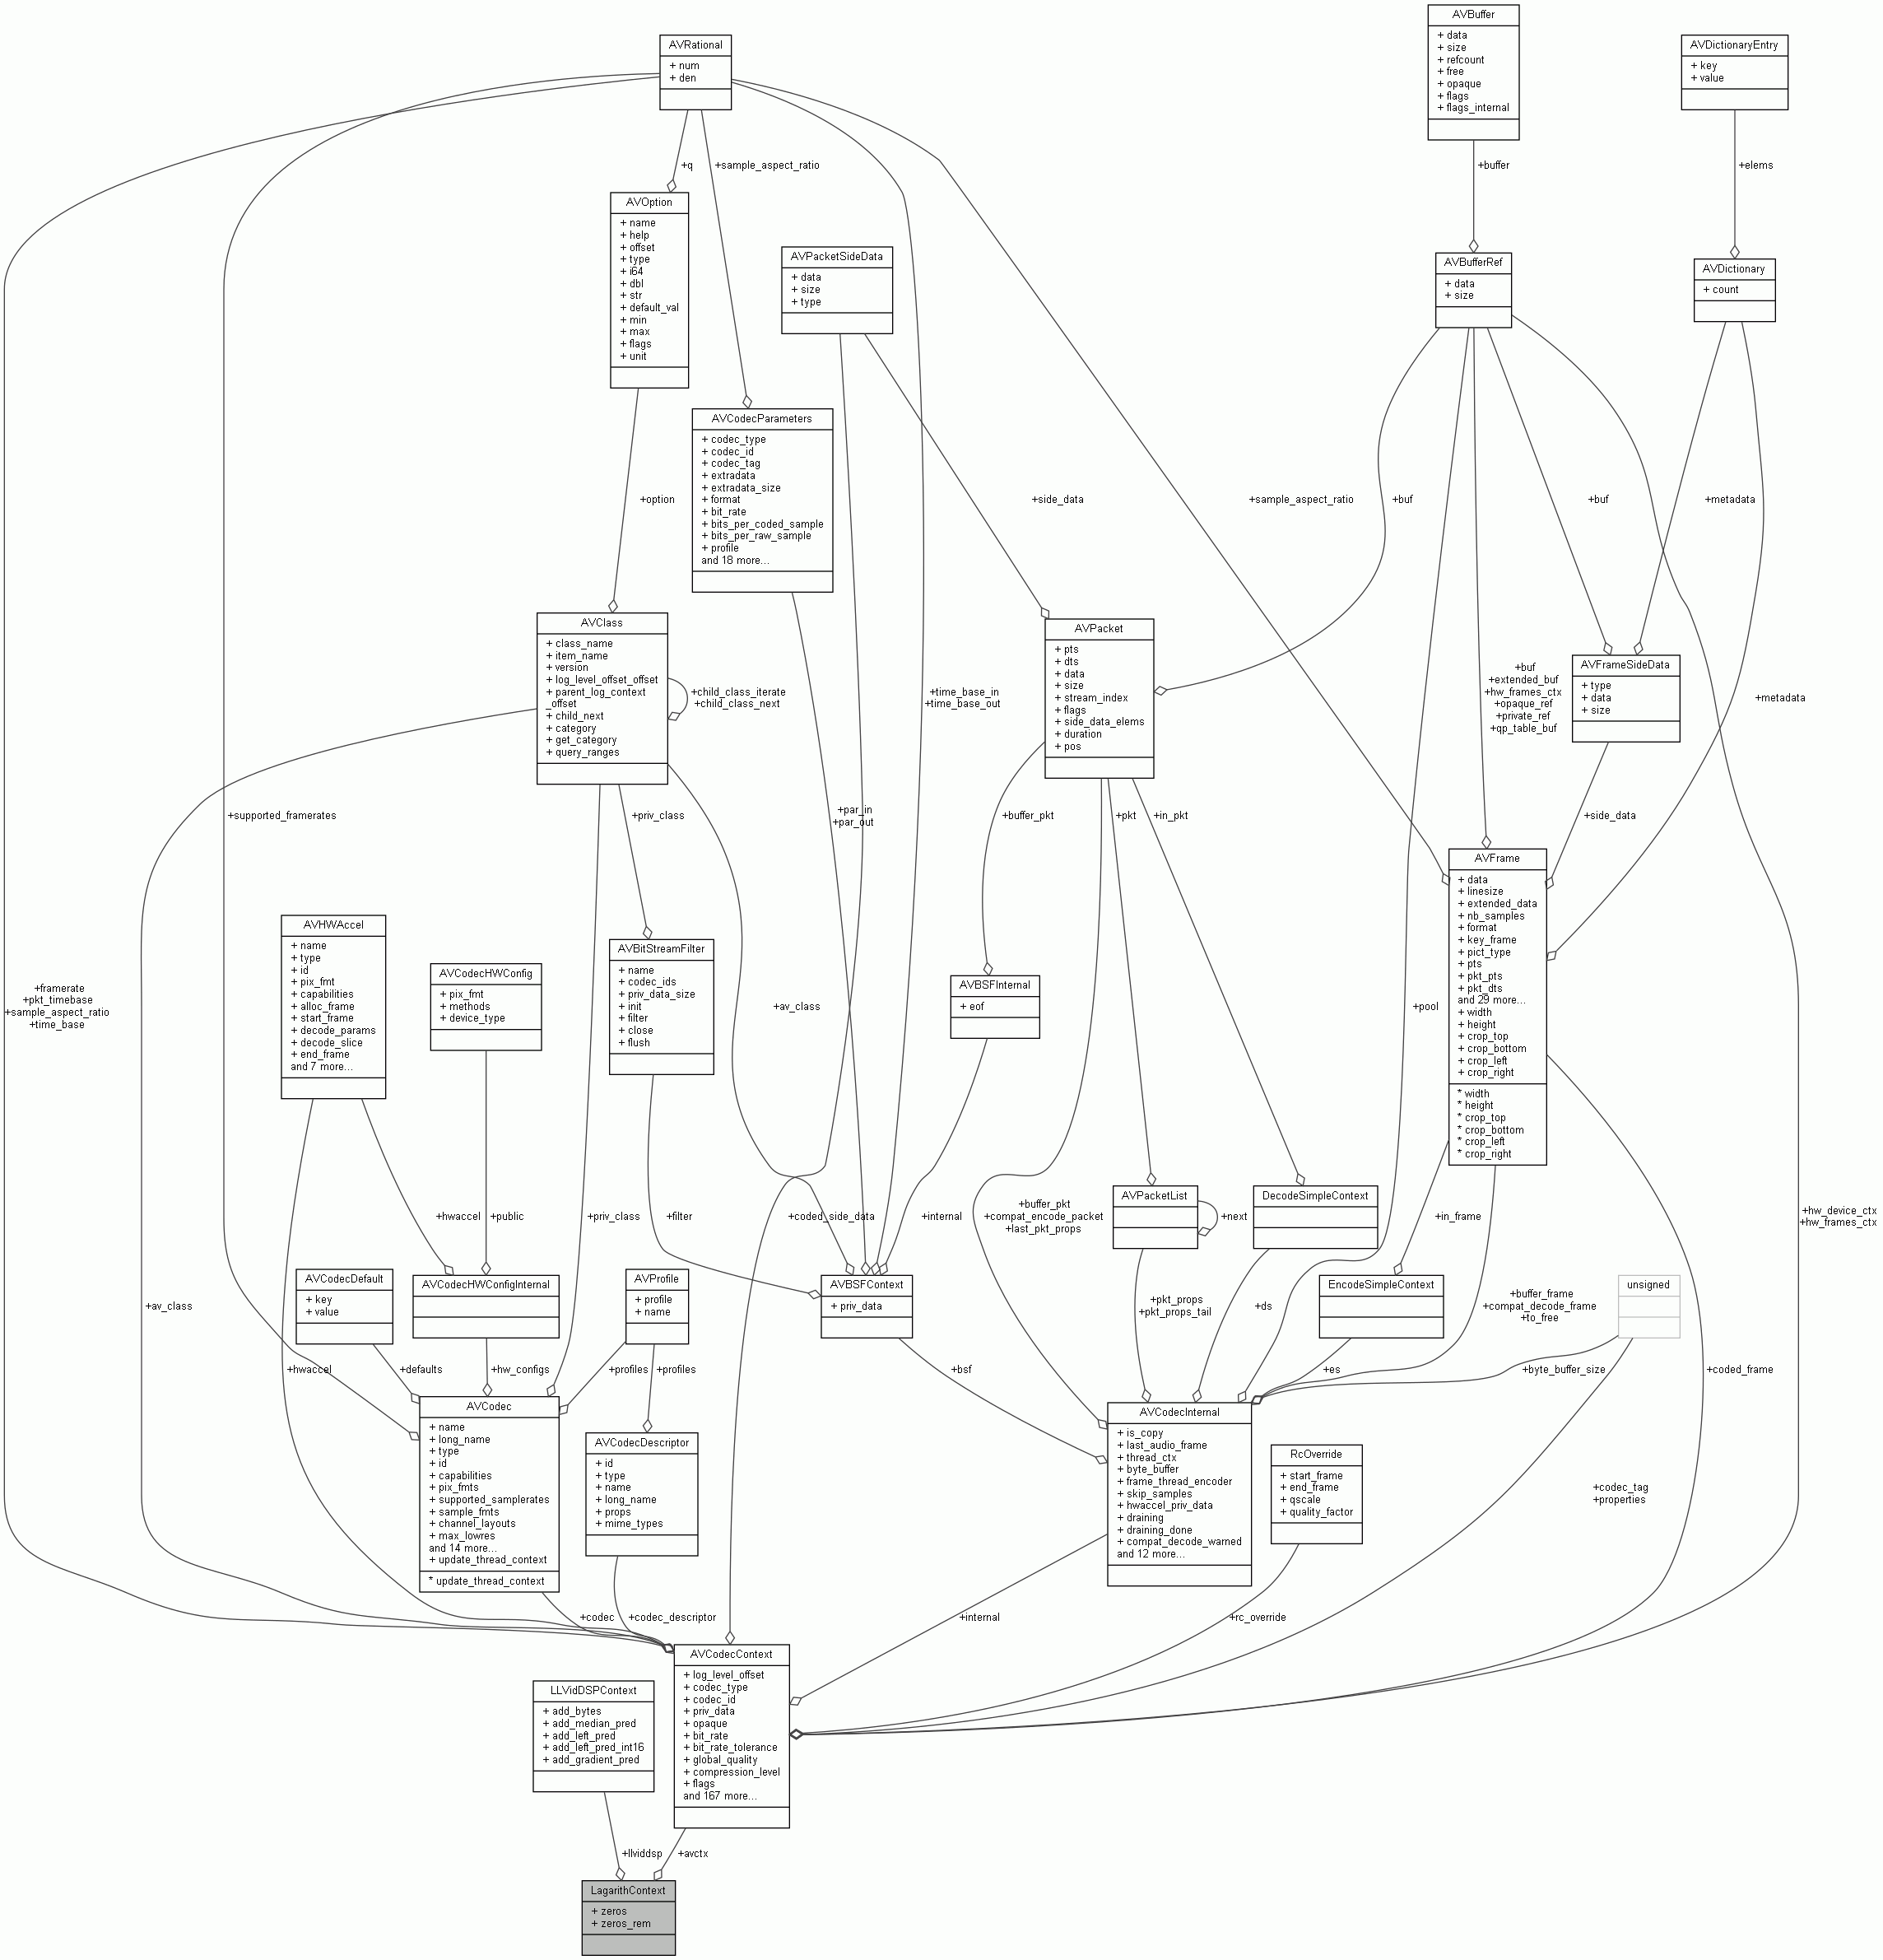 AVBuffer
+ data
+ size
+ refcount
+ free
+ opaque
+ flags
+ flags_internal
AVRational
+ num
+ den
AVDictionaryEntry
+ key
+ value
+q
+sample_aspect_ratio
+buffer
+elems
AVOption
+ name
+ help
+ offset
+ type
+ i64
+ dbl
+ str
+ default_val
+ min
+ max
+ flags
+ unit
AVPacketSideData
+ data
+ size
+ type
AVBufferRef
+ data
+ size
AVDictionary
+ count
AVCodecParameters
+ codec_type
+ codec_id
+ codec_tag
+ extradata
+ extradata_size
+ format
+ bit_rate
+ bits_per_coded_sample
+ bits_per_raw_sample
+ profile
and 18 more...
+option
+side_data
+sample_aspect_ratio
+buf
+buf
+metadata
AVClass
+ class_name
+ item_name
+ version
+ log_level_offset_offset
+ parent_log_context
_offset
+ child_next
+ category
+ get_category
+ query_ranges
+child_class_iterate
+child_class_next
+time_base_in
+time_base_out
AVPacket
+ pts
+ dts
+ data
+ size
+ stream_index
+ flags
+ side_data_elems
+ duration
+ pos
+buf
+extended_buf
+hw_frames_ctx
+opaque_ref
+private_ref
+qp_table_buf
AVFrameSideData
+ type
+ data
+ size
+metadata
+supported_framerates
+priv_class
+par_in
+par_out
+buffer_pkt
+pkt
+in_pkt
+side_data
AVFrame
+ data
+ linesize
+ extended_data
+ nb_samples
+ format
+ key_frame
+ pict_type
+ pts
+ pkt_pts
+ pkt_dts
and 29 more...
+ width
+ height
+ crop_top
+ crop_bottom
+ crop_left
+ crop_right
* width
* height
* crop_top
* crop_bottom
* crop_left
* crop_right
+framerate
+pkt_timebase
+sample_aspect_ratio
+time_base
AVHWAccel
+ name
+ type
+ id
+ pix_fmt
+ capabilities
+ alloc_frame
+ start_frame
+ decode_params
+ decode_slice
+ end_frame
and 7 more...
AVCodecHWConfig
+ pix_fmt
+ methods
+ device_type
AVBitStreamFilter
+ name
+ codec_ids
+ priv_data_size
+ init
+ filter
+ close
+ flush
+av_class
AVBSFInternal
+ eof
+pool
+hwaccel
+public
+priv_class
+filter
+coded_side_data
+internal
+buffer_pkt
+compat_encode_packet
+last_pkt_props
AVPacketList
+next
DecodeSimpleContext
+in_frame
+hw_device_ctx
+hw_frames_ctx
+av_class
AVCodecDefault
+ key
+ value
AVCodecHWConfigInternal
AVProfile
+ profile
+ name
AVBSFContext
+ priv_data
+pkt_props
+pkt_props_tail
+ds
EncodeSimpleContext
+buffer_frame
+compat_decode_frame
+to_free
unsigned
+hwaccel
+defaults
+hw_configs
+profiles
+profiles
+bsf
+es
+byte_buffer_size
+coded_frame
AVCodec
+ name
+ long_name
+ type
+ id
+ capabilities
+ pix_fmts
+ supported_samplerates
+ sample_fmts
+ channel_layouts
+ max_lowres
and 14 more...
+ update_thread_context
* update_thread_context
AVCodecDescriptor
+ id
+ type
+ name
+ long_name
+ props
+ mime_types
AVCodecInternal
+ is_copy
+ last_audio_frame
+ thread_ctx
+ byte_buffer
+ frame_thread_encoder
+ skip_samples
+ hwaccel_priv_data
+ draining
+ draining_done
+ compat_decode_warned
and 12 more...
RcOverride
+ start_frame
+ end_frame
+ qscale
+ quality_factor
+codec_tag
+properties
+codec
+codec_descriptor
+internal
+rc_override
AVCodecContext
+ log_level_offset
+ codec_type
+ codec_id
+ priv_data
+ opaque
+ bit_rate
+ bit_rate_tolerance
+ global_quality
+ compression_level
+ flags
and 167 more...
LLVidDSPContext
+ add_bytes
+ add_median_pred
+ add_left_pred
+ add_left_pred_int16
+ add_gradient_pred
+llviddsp
+avctx
LagarithContext
+ zeros
+ zeros_rem